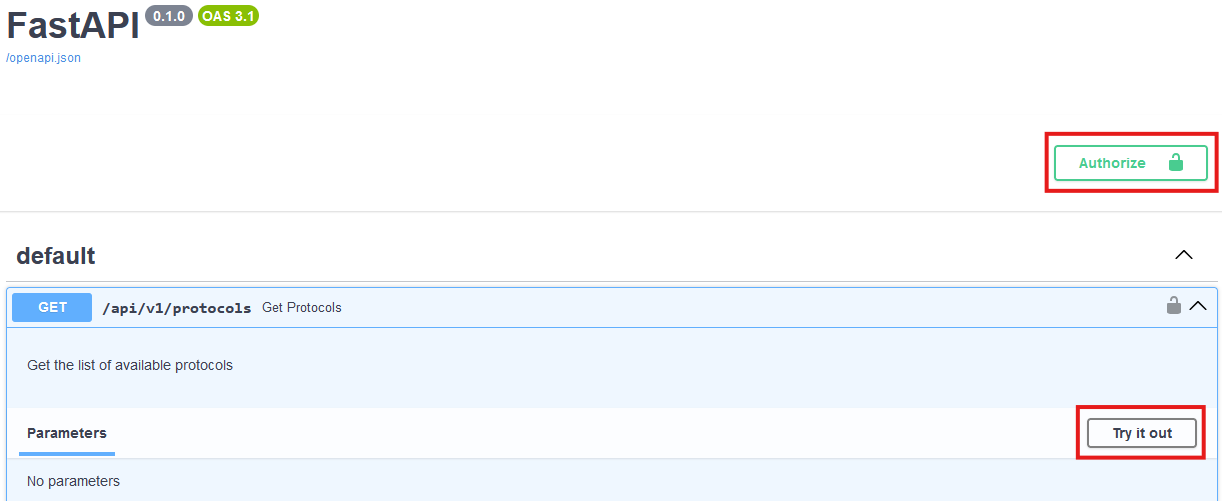 FastAPI 0.1.0 OAS 3.1
/openapi.json
Authorize
default
GET /api/v1/protocols Get Protocols
Get the list of available protocols
Parameters Try it out
No parameters